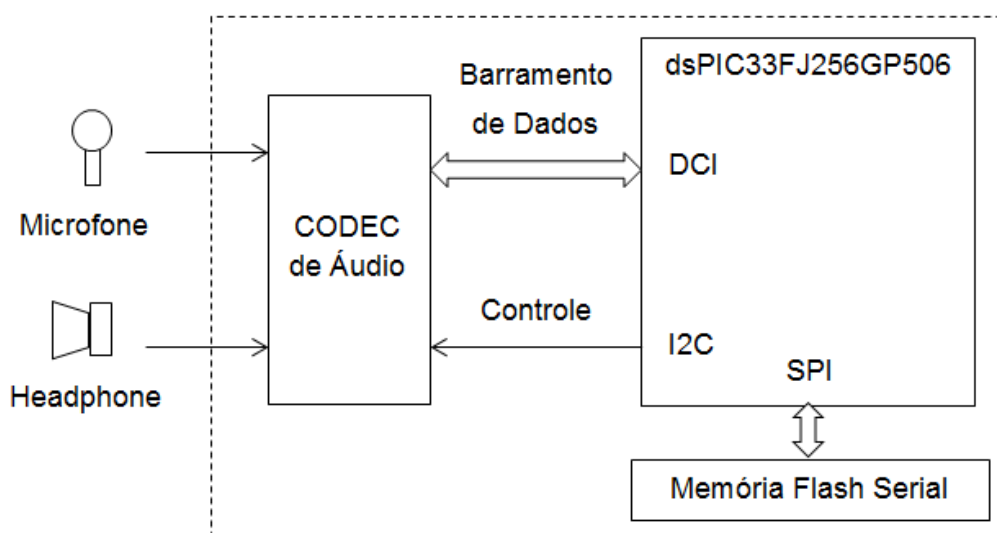 dsPIC33FJ256GP506
Barramento
de Dados
DCI
Microfone
CODEC
de Áudio
Controle
I2C
SPI
Headphone
Memória Flash Serial